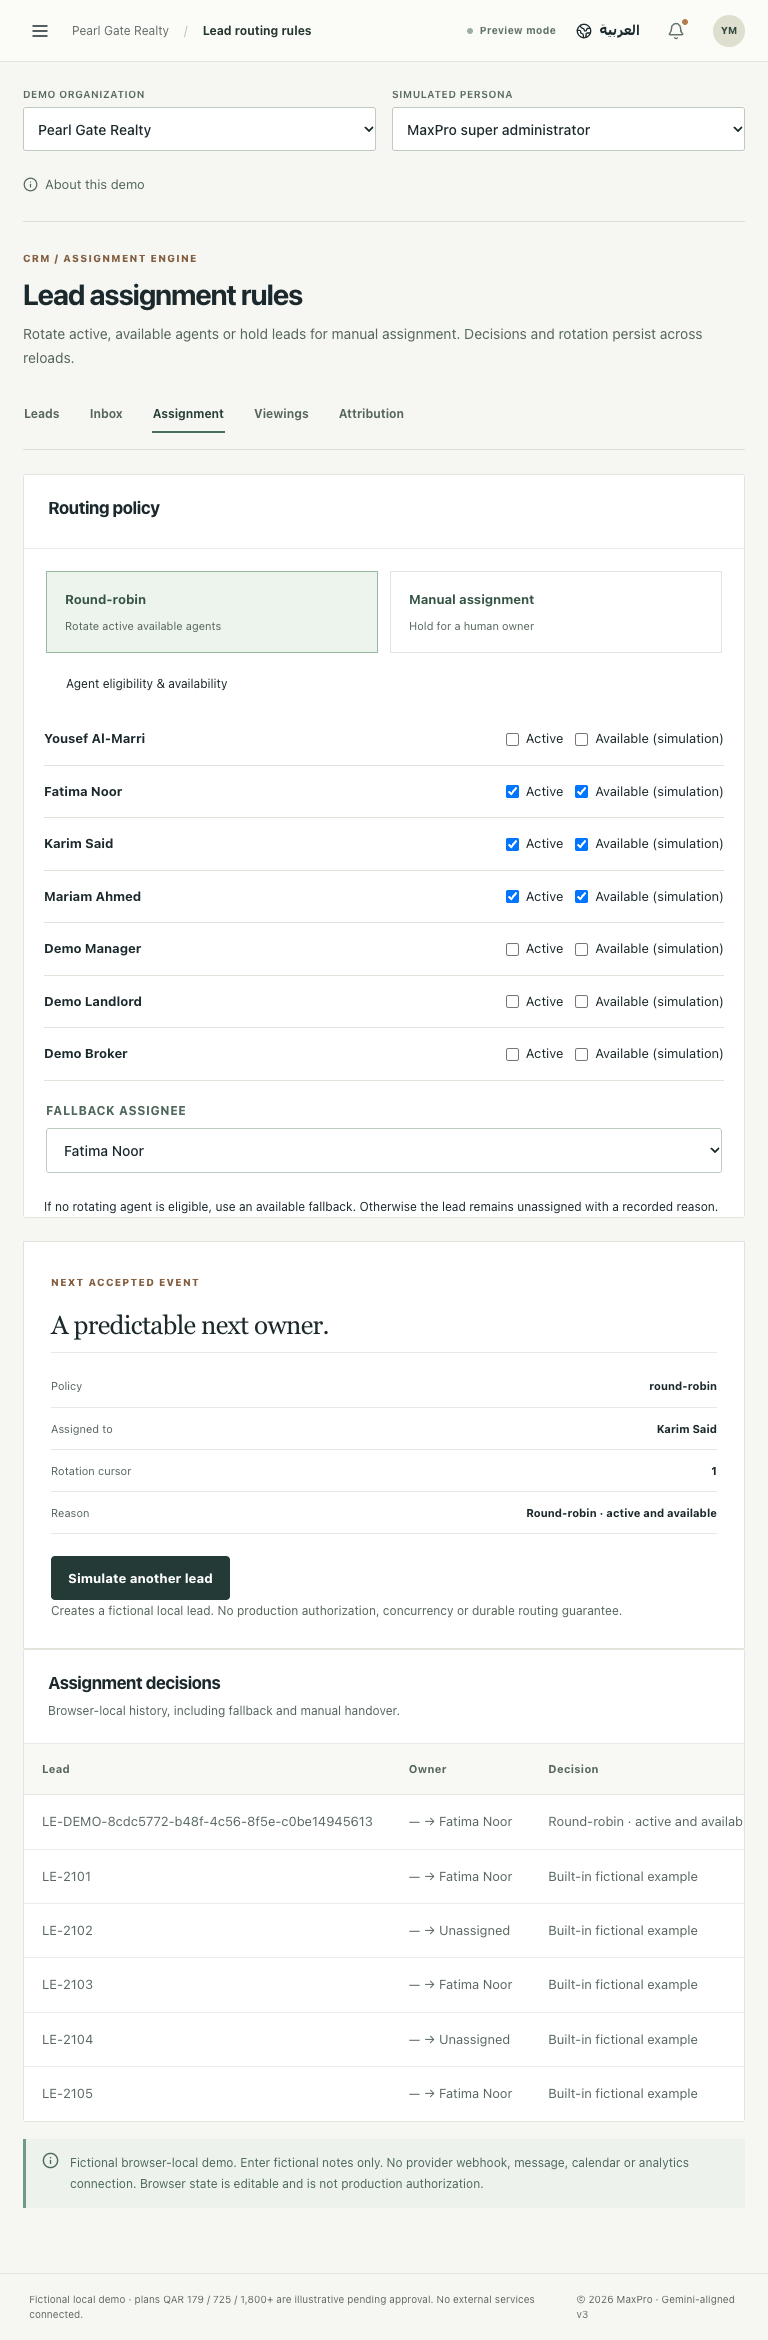 Pearl Gate Realty / Lead routing rules
Preview mode
العربية
YM
DEMO ORGANIZATION
Pearl Gate Realty
SIMULATED PERSONA
MaxPro super administrator
About this demo
CRM / ASSIGNMENT ENGINE
Lead assignment rules
Rotate active, available agents or hold leads for manual assignment. Decisions and rotation persist across
reloads.
Leads Inbox Assignment Viewings Attribution
Routing policy
Round-robin
Rotate active available agents
Manual assignment
Hold for a human owner
Agent eligibility & availability
Yousef Al-Marri Active Available (simulation)
Fatima Noor Active Available (simulation)
Karim Said Active Available (simulation)
Mariam Ahmed Active Available (simulation)
Demo Manager Active Available (simulation)
Demo Landlord Active Available (simulation)
Demo Broker Active Available (simulation)
FALLBACK ASSIGNEE
Fatima Noor
If no rotating agent is eligible, use an available fallback. Otherwise the lead remains unassigned with a recorded reason.
NEXT ACCEPTED EVENT
A predictable next owner.
Policy round-robin
Assigned to Karim Said
Rotation cursor 1
Reason Round-robin · active and available
Simulate another lead
Creates a fictional local lead. No production authorization, concurrency or durable routing guarantee.
Assignment decisions
Browser-local history, including fallback and manual handover.
Lead Owner Decision
LE-DEMO-8cdc5772-b48f-4c56-8f5e-c0be14945613 — → Fatima Noor Round-robin · active and availab
LE-2101 — → Fatima Noor Built-in fictional example
LE-2102 — → Unassigned Built-in fictional example
LE-2103 — → Fatima Noor Built-in fictional example
LE-2104 — → Unassigned Built-in fictional example
LE-2105 — → Fatima Noor Built-in fictional example
Fictional browser-local demo. Enter fictional notes only. No provider webhook, message, calendar or analytics
connection. Browser state is editable and is not production authorization.
Fictional local demo · plans QAR 179 / 725 / 1,800+ are illustrative pending approval. No external services
connected.
© 2026 MaxPro · Gemini-aligned
v3